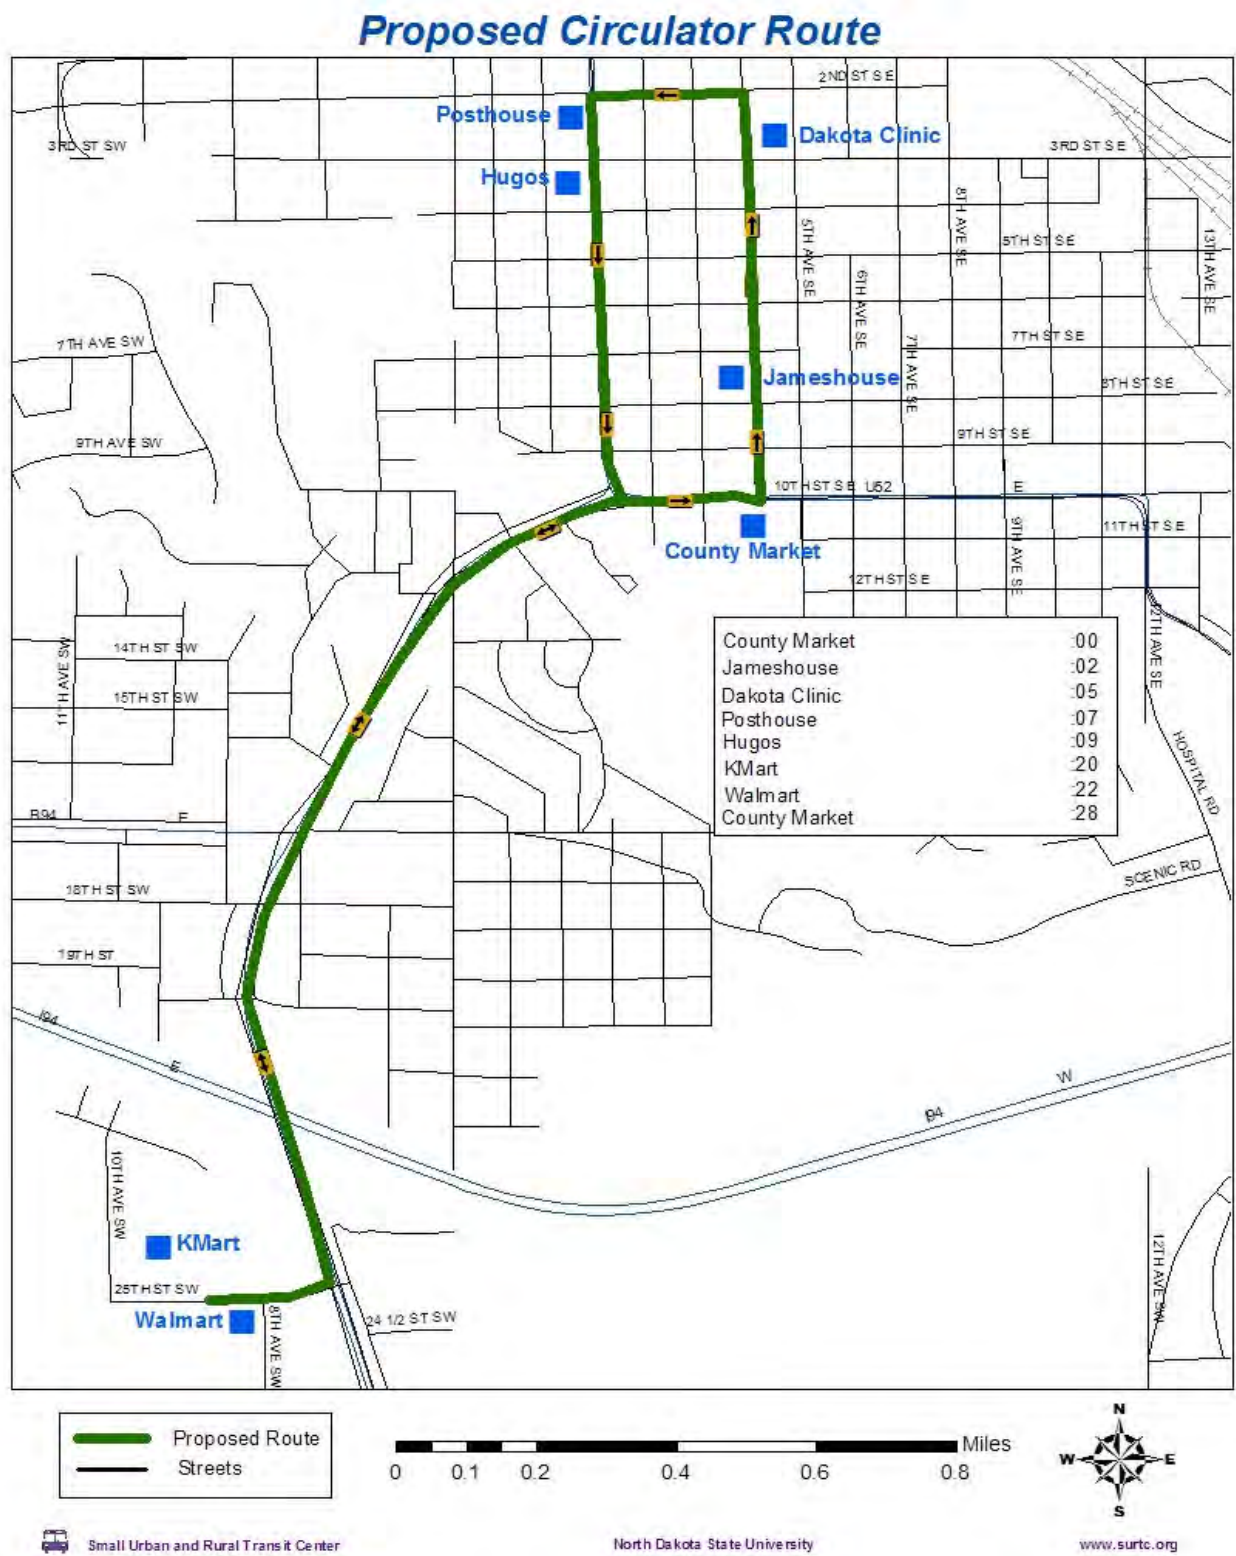 Proposed Circulator Route
2ND ST SE
Posthouse
Dakota Clinic
3RD ST SW
3RD ST SE
Hugos
8TH AVE SE
5TH AVE SE
5TH ST SE
13TH AVE SE
6TH AVE SE
7TH AVE SW
7TH ST SE
7TH AVE SE
Jameshouse
8TH ST SE
9TH AVE SW
9TH ST SE
10TH ST SE U52
E
11TH ST SE
9TH AVE SE
County Market
12TH ST SE
12TH AVE SE
14TH ST SW
11TH AVE SW
15TH ST SW
County Market :00
Jameshouse :02
Dakota Clinic :05
Posthouse :07
Hugos :09
KMart :20
Walmart :22
County Market :28
HOSPITAL RD
B94
E
SCENIC RD
18TH ST SW
19TH ST
I94
E
W
I94
10TH AVE SW
KMart
12TH AVE SW
25TH ST SW
Walmart
8TH AVE SW
24 1/2 ST SW
N
W
E
S
Proposed Route
Streets
Miles
0 0.1 0.2 0.4 0.6 0.8
Small Urban and Rural Transit Center
North Dakota State University
www.surtc.org